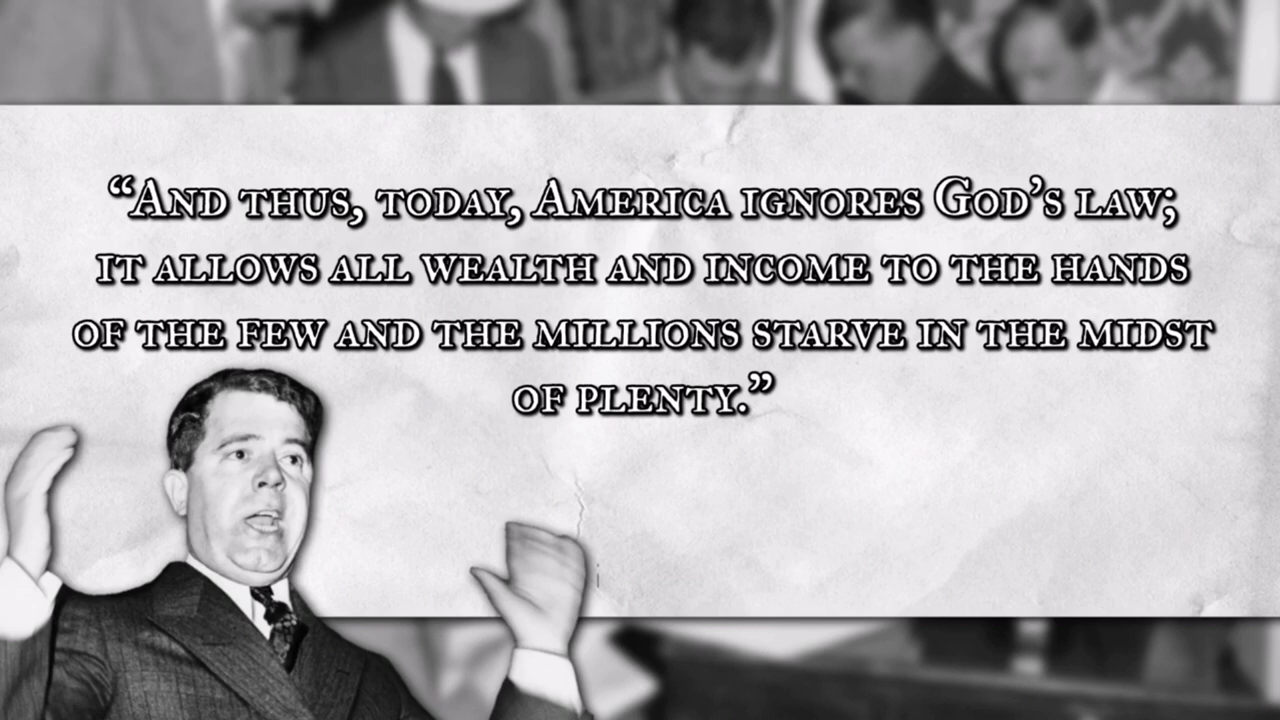 “And thus, today, America ignores God’s law;
it allows all wealth and income to the hands
of the few and the millions starve in the midst
of plenty.”